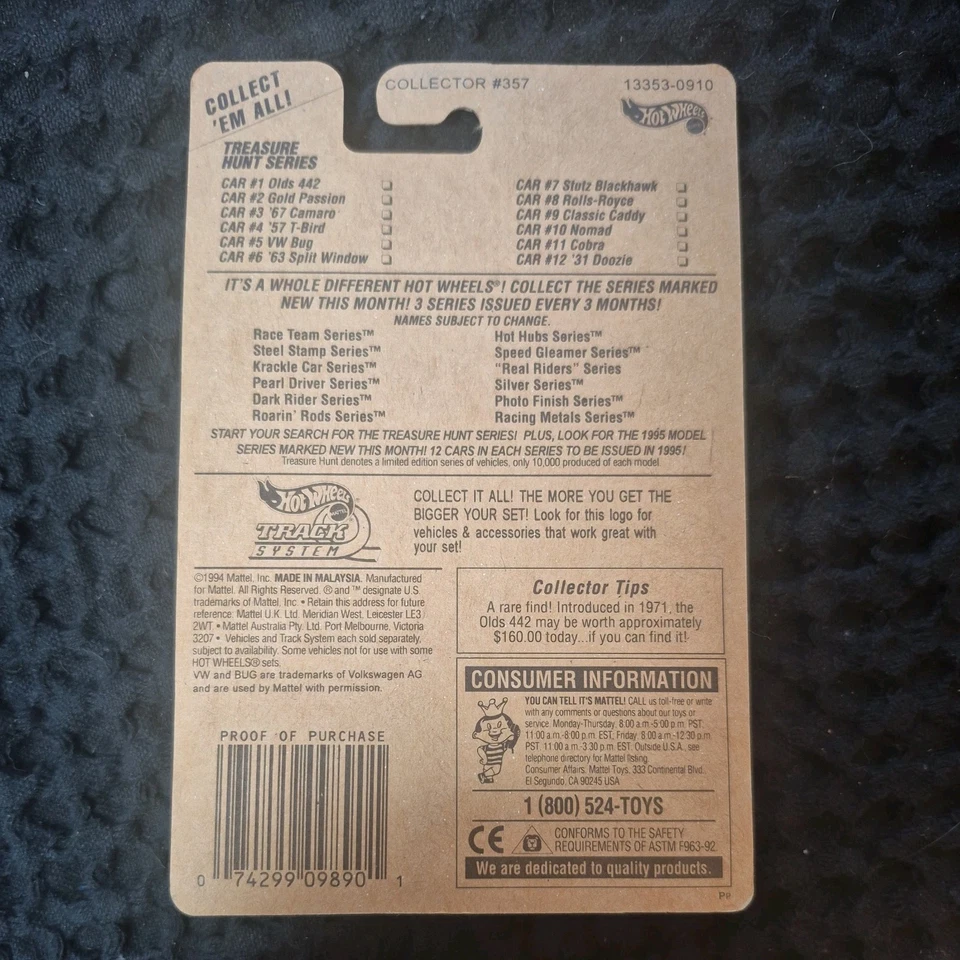 COLLECT
'EM ALL!
COLLECTOR #357
13353-0910
HOT WHEELS
TREASURE
HUNT SERIES
CAR #1 Olds 442
CAR #2 Gold Passion
CAR #3 '67 Camaro
CAR #4 '57 T-Bird
CAR #5 VW Bug
CAR #6 '63 Split Window
CAR #7 Stutz Blackhawk
CAR #8 Rolls-Royce
CAR #9 Classic Caddy
CAR #10 Nomad
CAR #11 Cobra
CAR #12 '31 Doozie
IT'S A WHOLE DIFFERENT HOT WHEELS®! COLLECT THE SERIES MARKED
NEW THIS MONTH! 3 SERIES ISSUED EVERY 3 MONTHS!
NAMES SUBJECT TO CHANGE.
Race Team Series™
Steel Stamp Series™
Krackle Car Series™
Pearl Driver Series™
Dark Rider Series™
Roarin' Rods Series™
Hot Hubs Series™
Speed Gleamer Series™
"Real Riders" Series
Silver Series™
Photo Finish Series™
Racing Metals Series™
START YOUR SEARCH FOR THE TREASURE HUNT SERIES! PLUS, LOOK FOR THE 1995 MODEL
SERIES MARKED NEW THIS MONTH! 12 CARS IN EACH SERIES TO BE ISSUED IN 1995!
Treasure Hunt denotes a limited edition series of vehicles, only 10,000 produced of each model.
HOT WHEELS
MATTEL
TRACK
SYSTEM
COLLECT IT ALL! THE MORE YOU GET THE
BIGGER YOUR SET! Look for this logo for
vehicles & accessories that work great with
your set!
©1994 Mattel, Inc. MADE IN MALAYSIA. Manufactured
for Mattel. All Rights Reserved. ® and ™ designate U.S.
trademarks of Mattel, Inc. • Retain this address for future
reference: Mattel U.K. Ltd. Meridian West, Leicester LE3
2WT. • Mattel Australia Pty. Ltd. Port Melbourne, Victoria
3207 • Vehicles and Track System each sold separately,
subject to availability. Some vehicles not for use with some
HOT WHEELS® sets.
VW and BUG are trademarks of Volkswagen AG
and are used by Mattel with permission.
Collector Tips
A rare find! Introduced in 1971, the
Olds 442 may be worth approximately
$160.00 today...if you can find it!
CONSUMER INFORMATION
YOU CAN TELL IT'S MATTEL! CALL us toll-free or write
with any comments or questions about our toys or
service. Monday-Thursday, 8:00 a.m.-5:00 p.m. PST,
11:00 a.m.-8:00 p.m. EST, Friday, 8:00 a.m.-12:30 p.m.
PST, 11:00 a.m.-3:30 p.m. EST. Outside U.S.A., see
telephone directory for Mattel listing.
Consumer Affairs, Mattel Toys, 333 Continental Blvd.,
El Segundo, CA 90245 USA
1 (800) 524-TOYS
CE
CONFORMS TO THE SAFETY
REQUIREMENTS OF ASTM F963-92.
We are dedicated to quality products.
PROOF OF PURCHASE
0 74299 09890 1